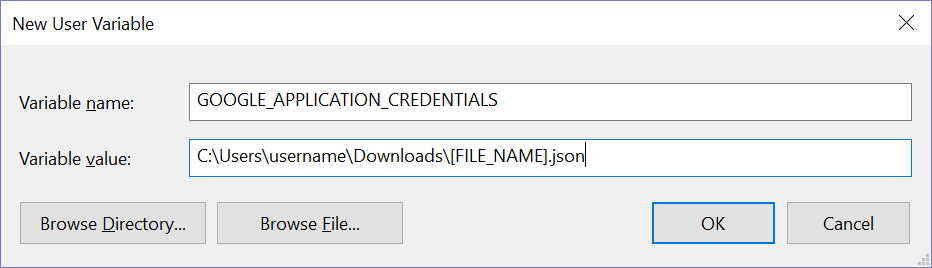 New User Variable
Variable name: GOOGLE_APPLICATION_CREDENTIALS
Variable value: C:\Users\username\Downloads\[FILE_NAME].json
Browse Directory... Browse File... OK Cancel